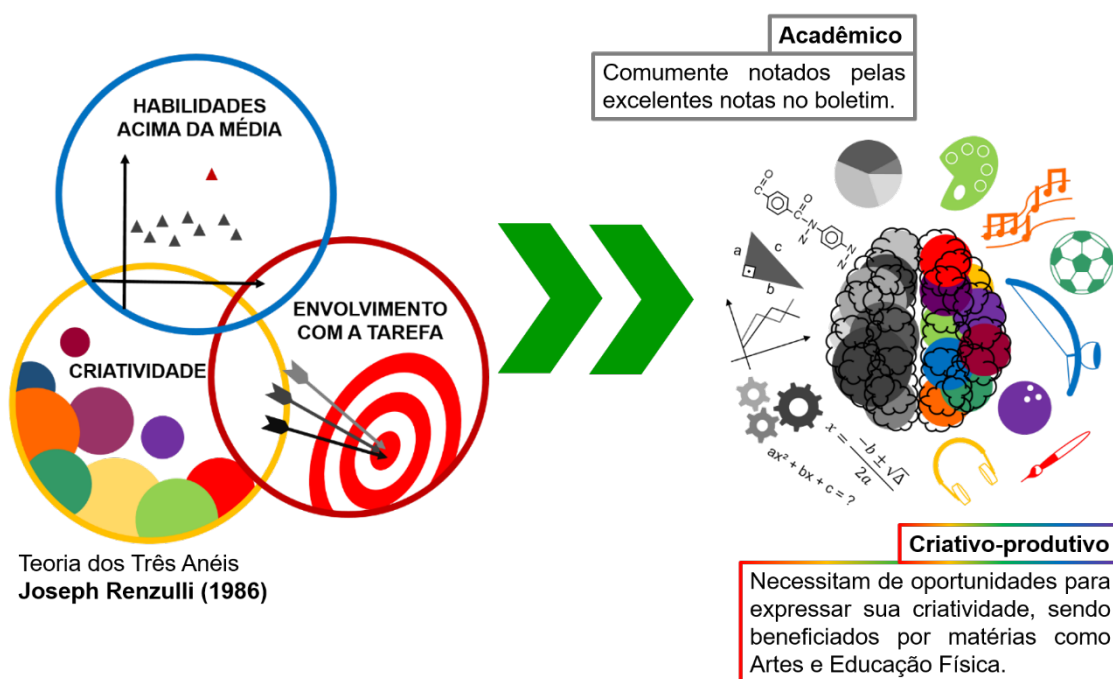 HABILIDADES
ACIMA DA MÉDIA
CRIATIVIDADE
ENVOLVIMENTO
COM A TAREFA
Teoria dos Três Anéis
Joseph Renzulli (1986)
Acadêmico
Comumente notados pelas
excelentes notas no boletim.
O
O
N
N
N
N
a
c
b
x = -b ± √Δ
2a
ax² + bx + c = ?
Criativo-produtivo
Necessitam de oportunidades para
expressar sua criatividade, sendo
beneficiados por matérias como
Artes e Educação Física.